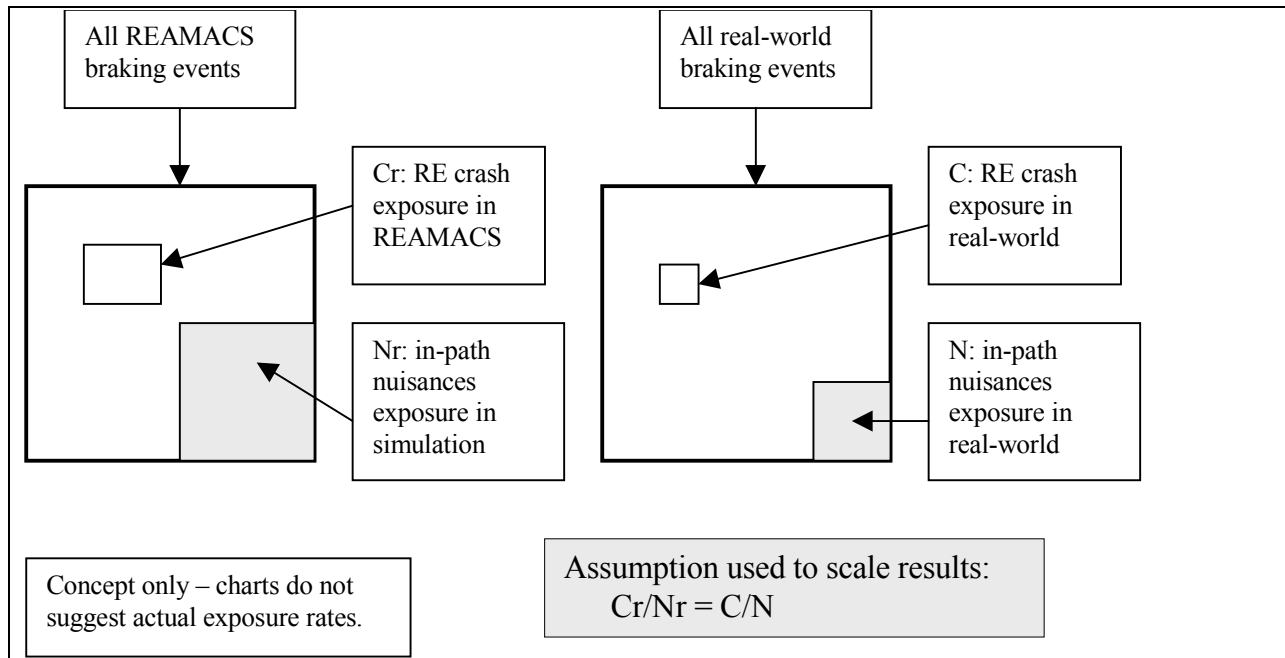 All REAMACS
braking events
All real-world
braking events
Cr: RE crash
exposure in
REAMACS
C: RE crash
exposure in
real-world
Nr: in-path
nuisances
exposure in
simulation
N: in-path
nuisances
exposure in
real-world
Concept only – charts do not
suggest actual exposure rates.
Assumption used to scale results:
Cr/Nr = C/N